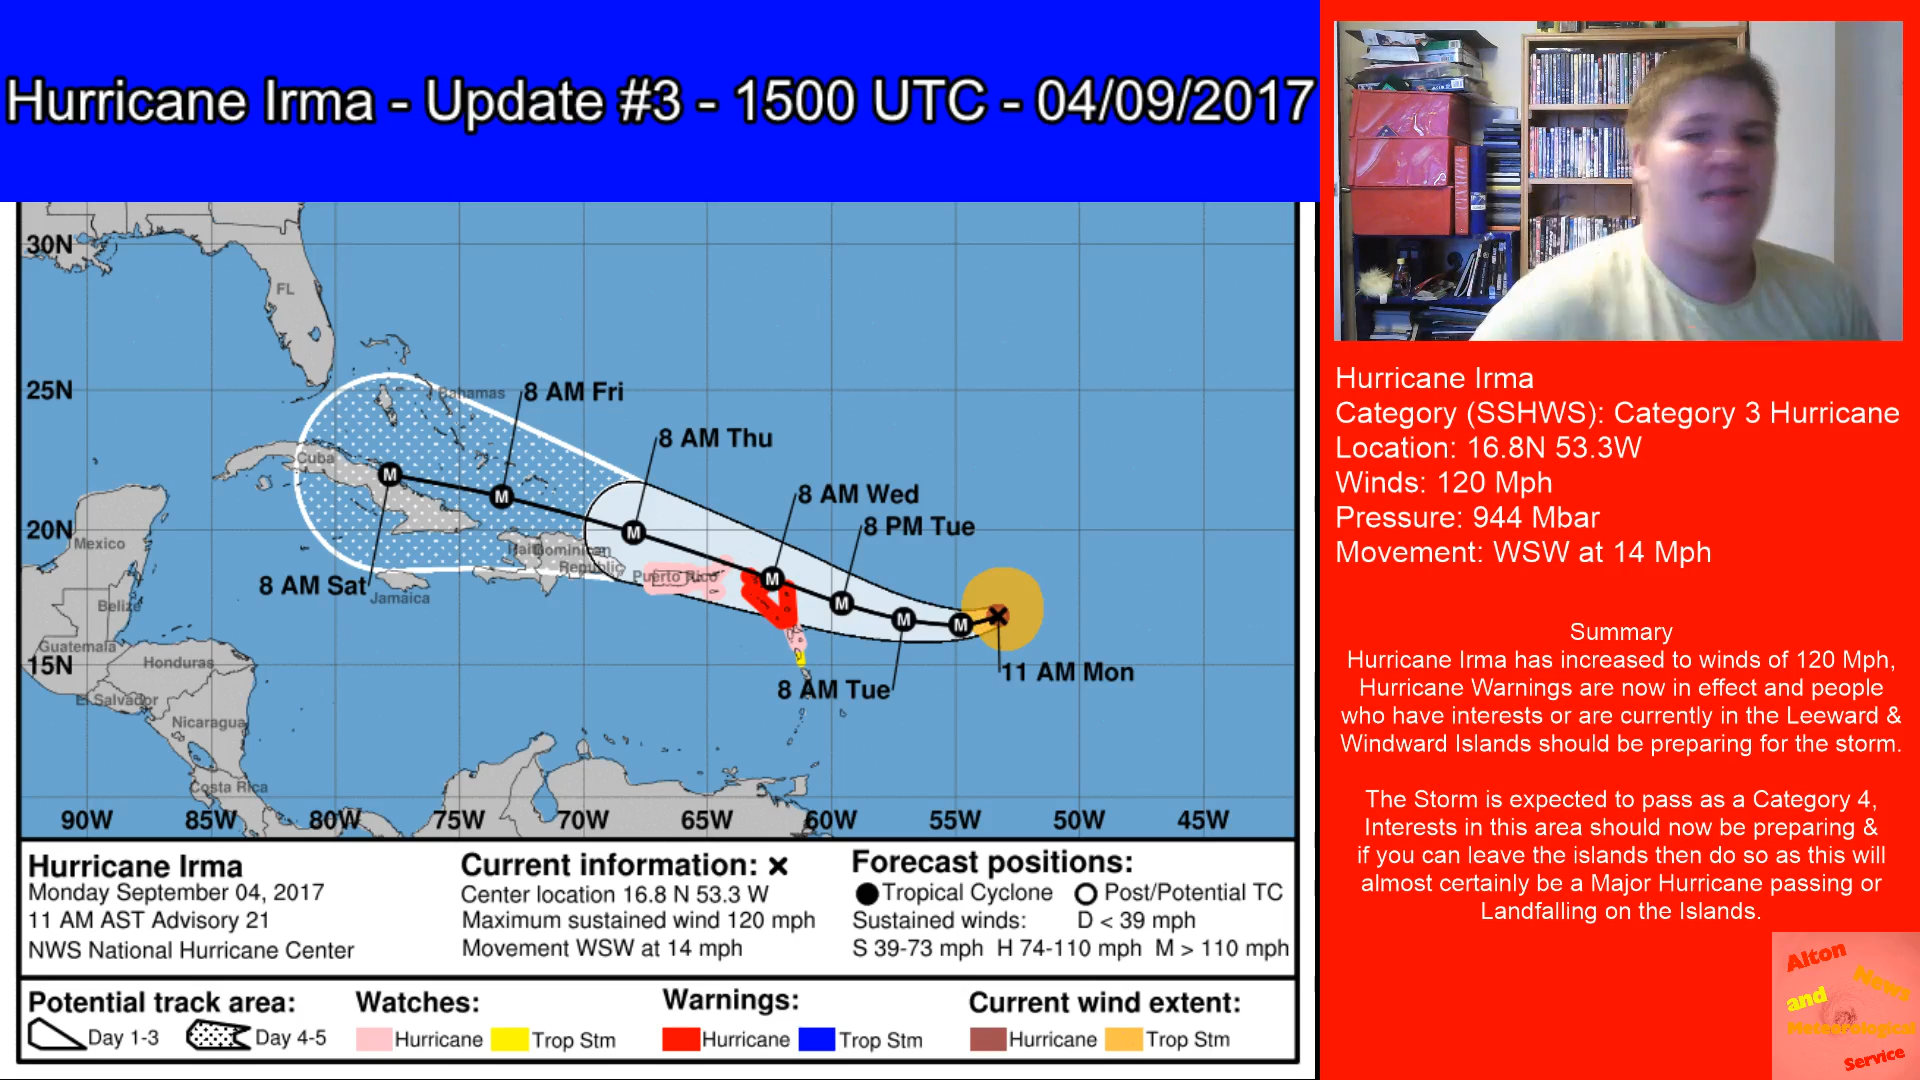 Hurricane Irma - Update #3 - 1500 UTC - 04/09/2017
30N
25N
20N
15N
FL
Bahamas
Cuba
Mexico
Belize
Guatemala
Honduras
El Salvador
Nicaragua
Costa Rica
Jamaica
Haiti
Dominican
Republic
Puerto Rico
8 AM Fri
8 AM Thu
8 AM Wed
8 PM Tue
8 AM Sat
8 AM Tue
11 AM Mon
M
M
M
M
M
M
M
90W 85W 80W 75W 70W 65W 60W 55W 50W 45W
Hurricane Irma
Monday September 04, 2017
11 AM AST Advisory 21
NWS National Hurricane Center
Current information: x
Center location 16.8 N 53.3 W
Maximum sustained wind 120 mph
Movement WSW at 14 mph
Forecast positions:
Tropical Cyclone Post/Potential TC
Sustained winds: D < 39 mph
S 39-73 mph H 74-110 mph M > 110 mph
Potential track area:
Day 1-3 Day 4-5
Watches:
Hurricane Trop Stm
Warnings:
Hurricane Trop Stm
Current wind extent:
Hurricane Trop Stm
Hurricane Irma
Category (SSHWS): Category 3 Hurricane
Location: 16.8N 53.3W
Winds: 120 Mph
Pressure: 944 Mbar
Movement: WSW at 14 Mph
Summary
Hurricane Irma has increased to winds of 120 Mph,
Hurricane Warnings are now in effect and people
who have interests or are currently in the Leeward &
Windward Islands should be preparing for the storm.
The Storm is expected to pass as a Category 4,
Interests in this area should now be preparing &
if you can leave the islands then do so as this will
almost certainly be a Major Hurricane passing or
Landfalling on the Islands.
Alton
News
and
Meteorological
Service